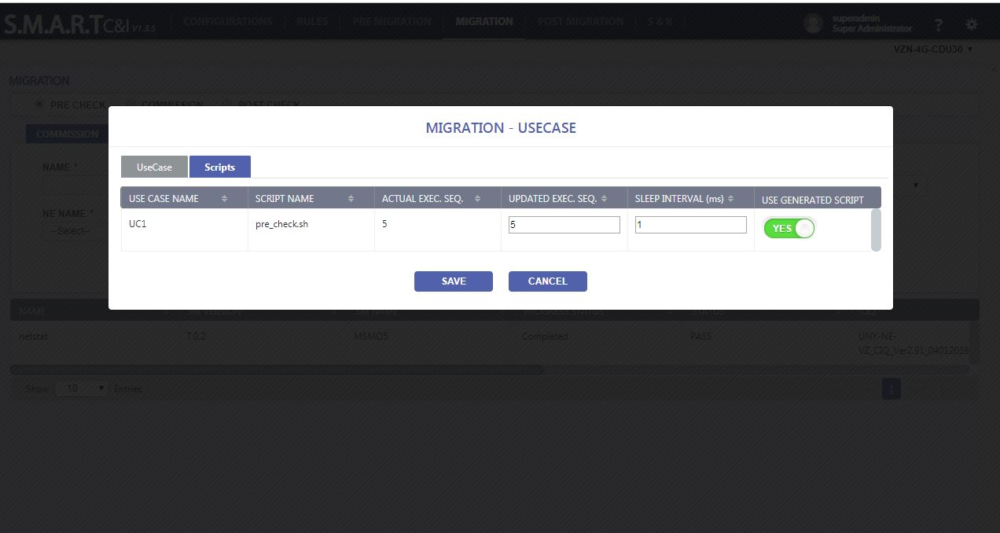 S.M.A.R.T C&I V1.3.5
CONFIGURATIONS
RULES
PRE MIGRATION
MIGRATION
POST MIGRATION
S & R
superadmin
Super Administrator
?
VZN-4G-CDU30
MIGRATION
PRE CHECK
COMMISSION
POST CHECK
COMMISSION
MIGRATION - USECASE
UseCase
Scripts
USE CASE NAME
SCRIPT NAME
ACTUAL EXEC. SEQ.
UPDATED EXEC. SEQ.
SLEEP INTERVAL (ms)
USE GENERATED SCRIPT
UC1
pre_check.sh
5
5
1
YES
SAVE
CANCEL
NAME *
NE NAME *
--Select--
NAME
SM VERSION
SM NAME
PROGRESS STATUS
STATUS
CIQ
netstat
7.0.2
MSMO5
Completed
PASS
UNY-NE-
VZ_CIQ_Ver2.91_04012019
Show 10 Entries
1